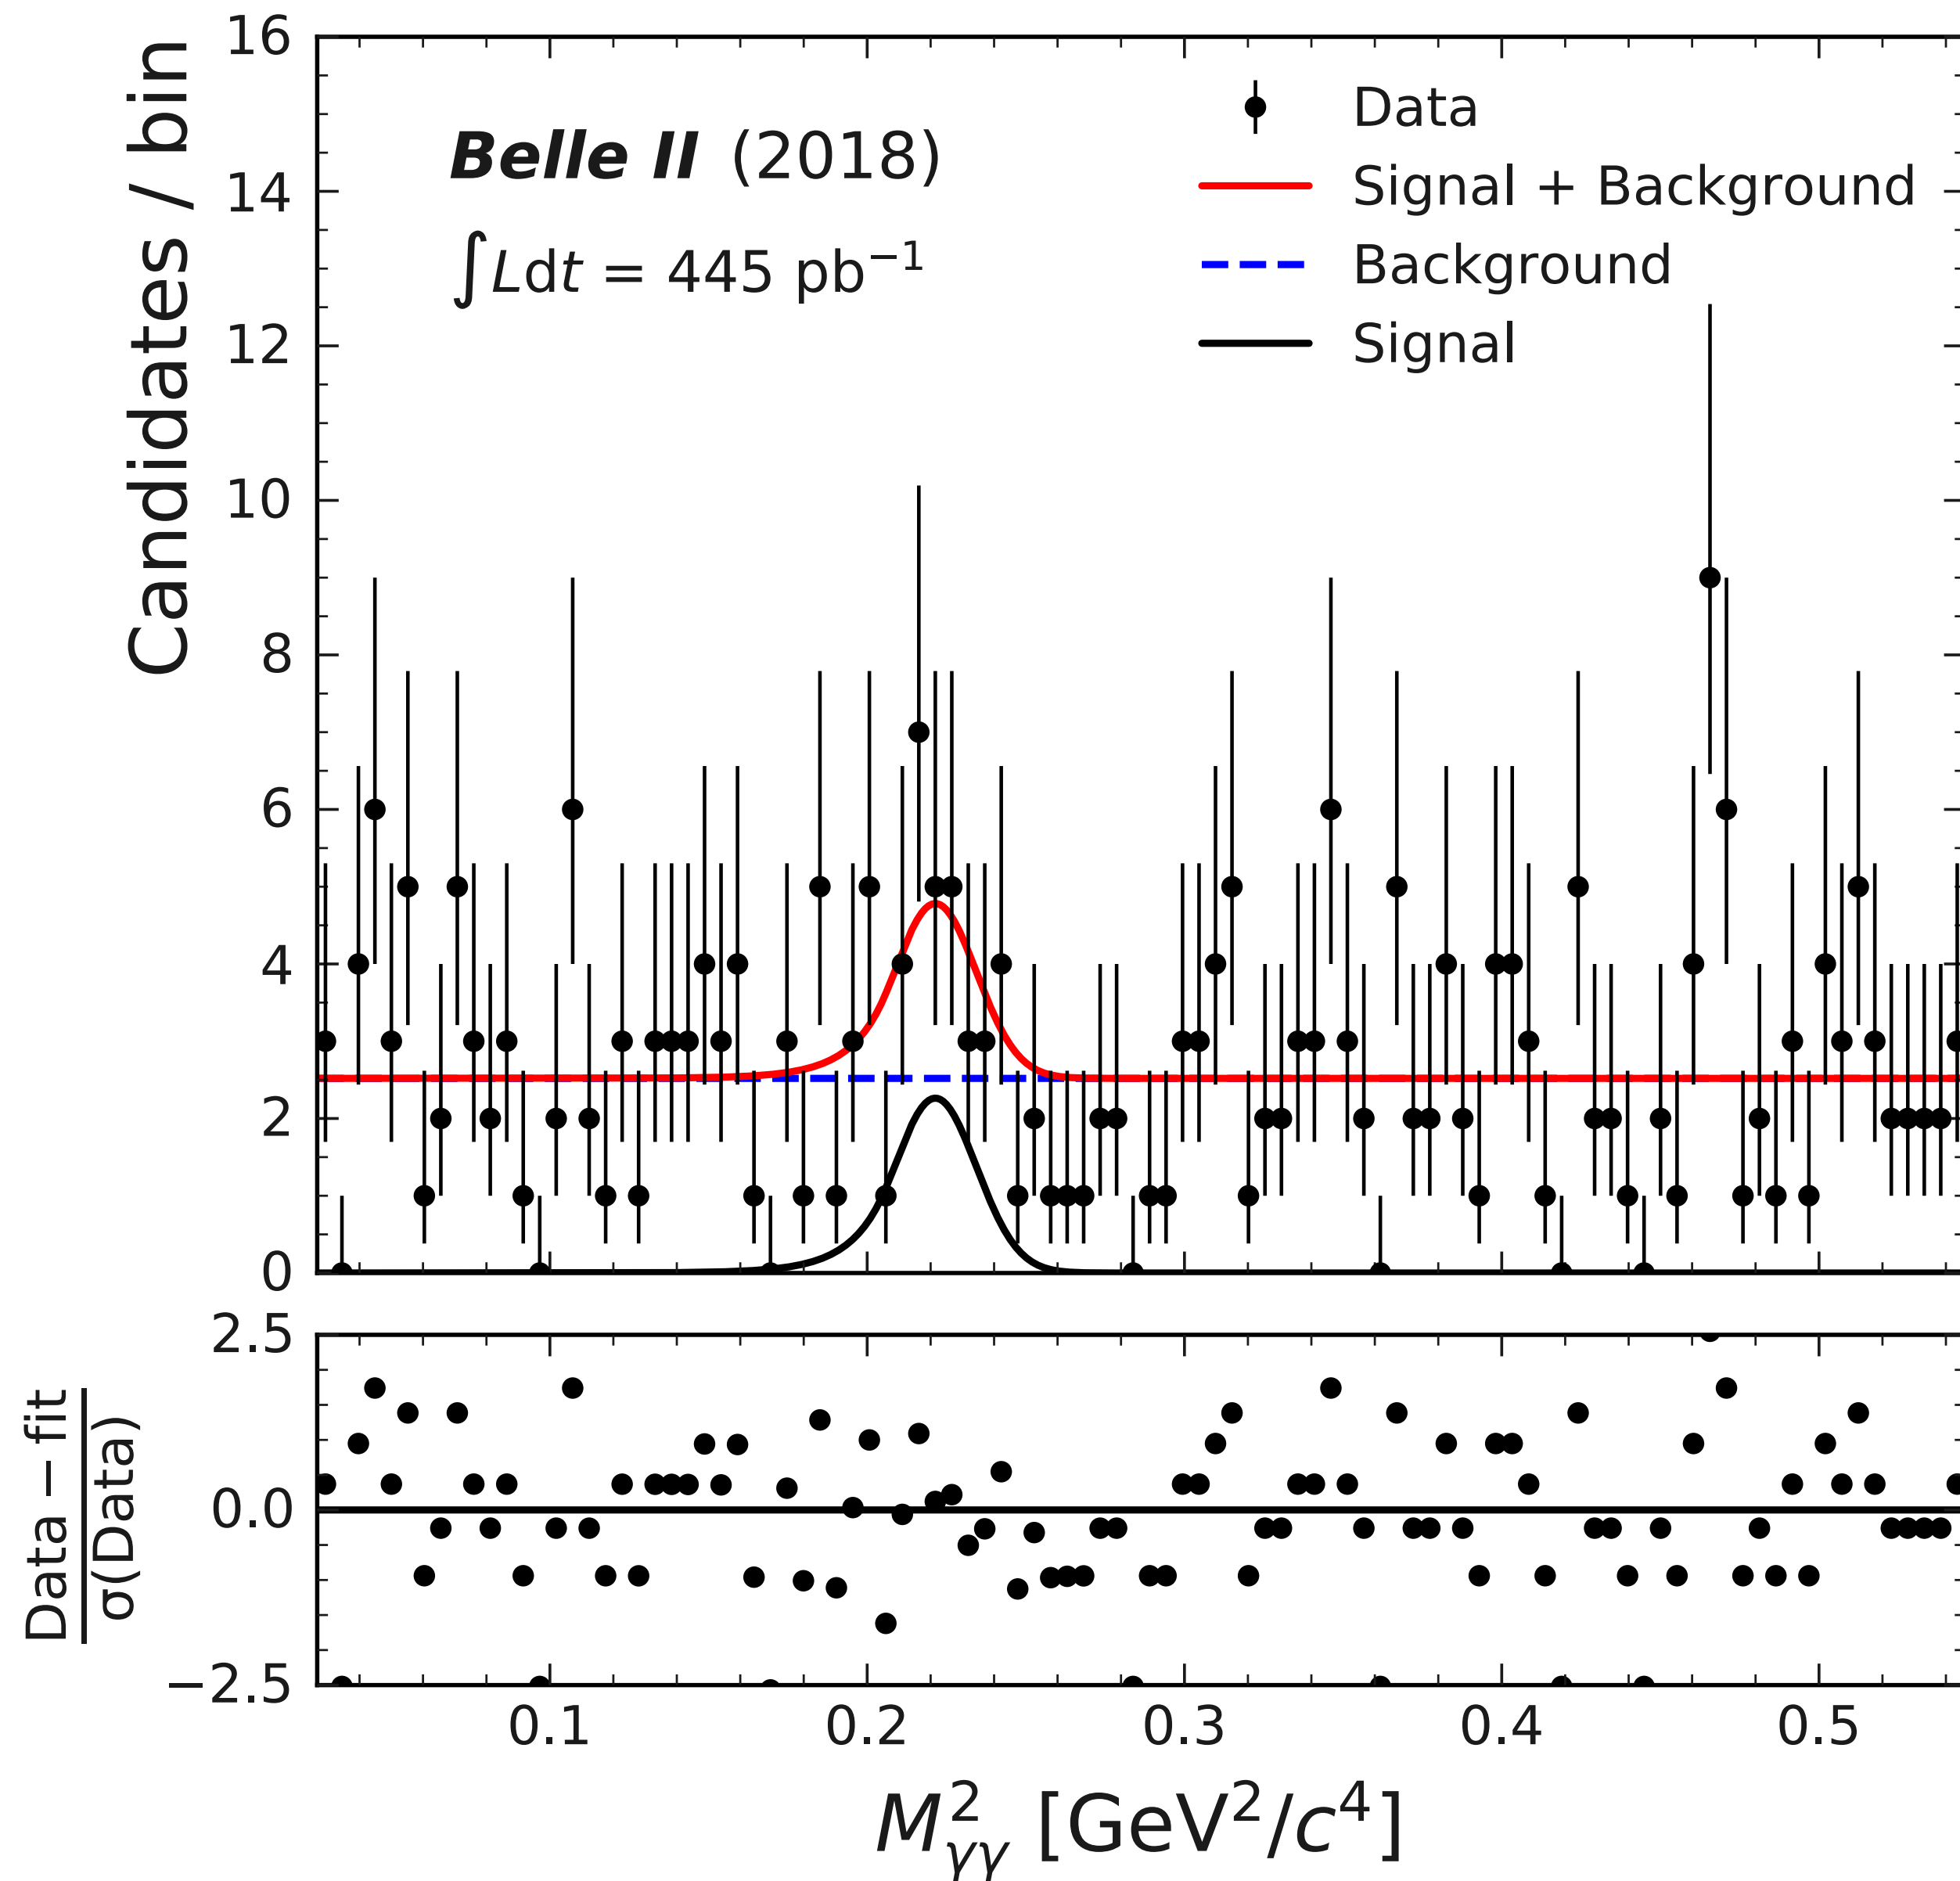 Candidates / bin
16
14
12
10
8
6
4
2
0
Belle II (2018)
∫Ldt = 445 pb⁻¹
Data
Signal + Background
Background
Signal
Data − fit
σ(Data)
2.5
0.0
−2.5
0.1 0.2 0.3 0.4 0.5
M²γγ [GeV²/c⁴]